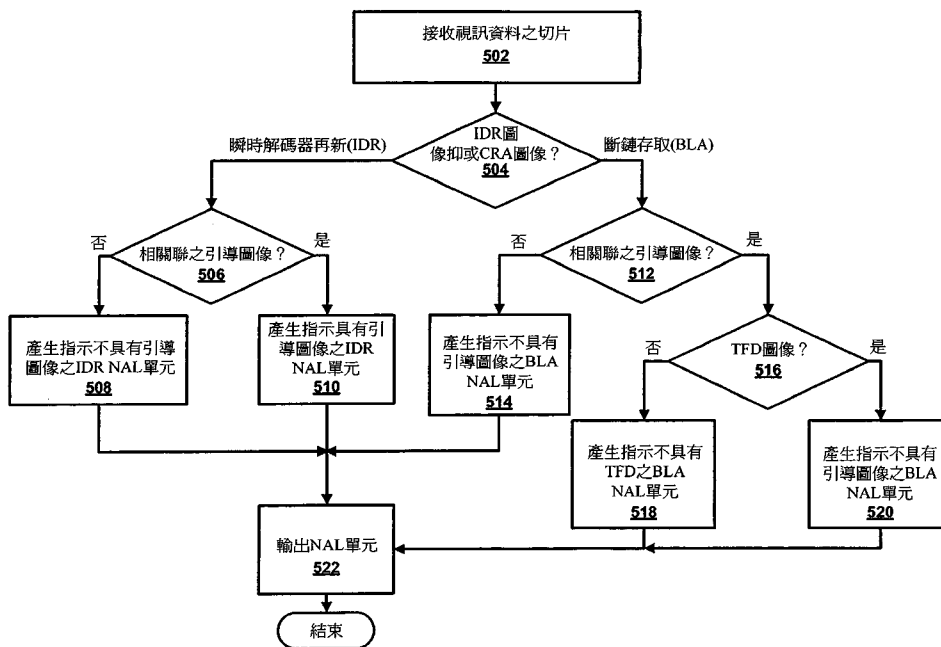 接收視訊資料之切片
502
IDR圖
像抑或CRA圖像？
504
瞬時解碼器再新(IDR)
斷鏈存取(BLA)
相關聯之引導圖像？
506
否
是
相關聯之引導圖像？
512
否
是
產生指示不具有引導
圖像之IDR NAL單元
508
產生指示具有引
導圖像之IDR
NAL單元
510
產生指示不具有
引導圖像之BLA
NAL單元
514
TFD圖像？
516
否
是
產生指示不具有
TFD之BLA
NAL單元
518
產生指示不具有
引導圖像之BLA
NAL單元
520
輸出NAL單元
522
結束